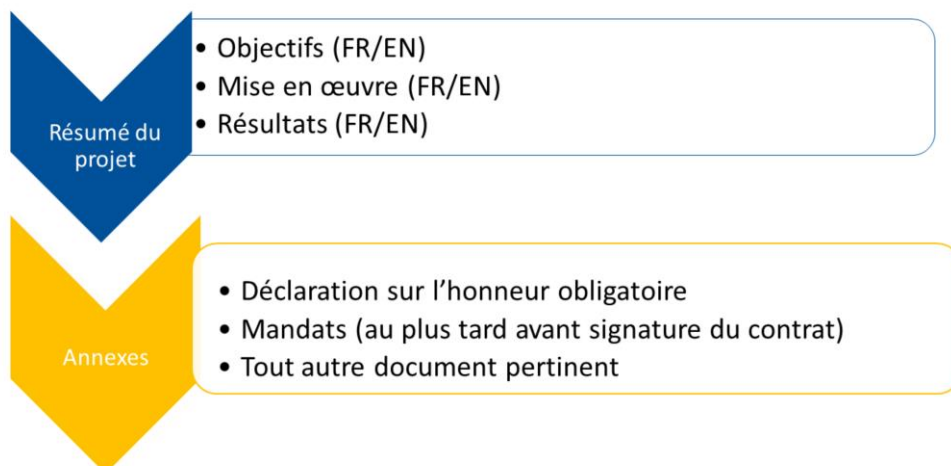 • Objectifs (FR/EN)
• Mise en œuvre (FR/EN)
• Résultats (FR/EN)
Résumé du
projet
• Déclaration sur l'honneur obligatoire
• Mandats (au plus tard avant signature du contrat)
• Tout autre document pertinent
Annexes